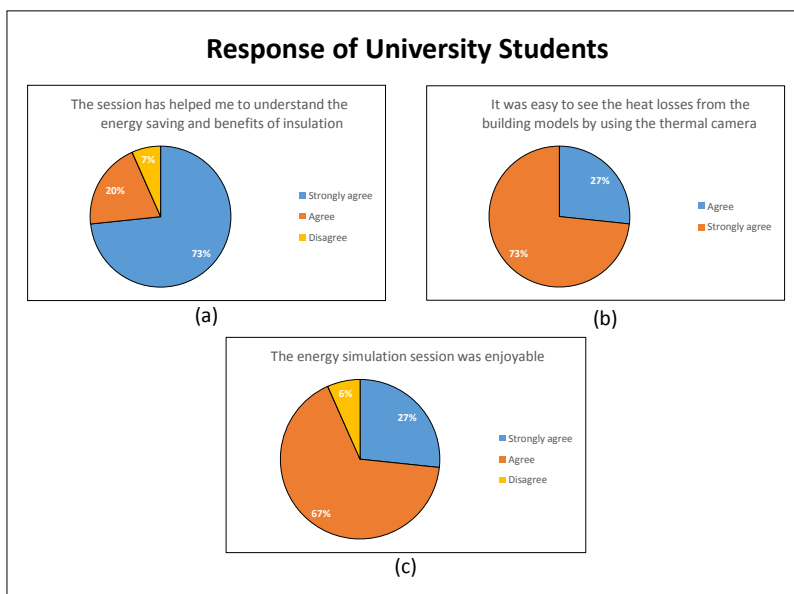 Response of University Students
The session has helped me to understand the
energy saving and benefits of insulation
7%
20%
73%
Strongly agree
Agree
Disagree
(a)
It was easy to see the heat losses from the
building models by using the thermal camera
27%
73%
Agree
Strongly agree
(b)
The energy simulation session was enjoyable
6%
27%
67%
Strongly agree
Agree
Disagree
(c)